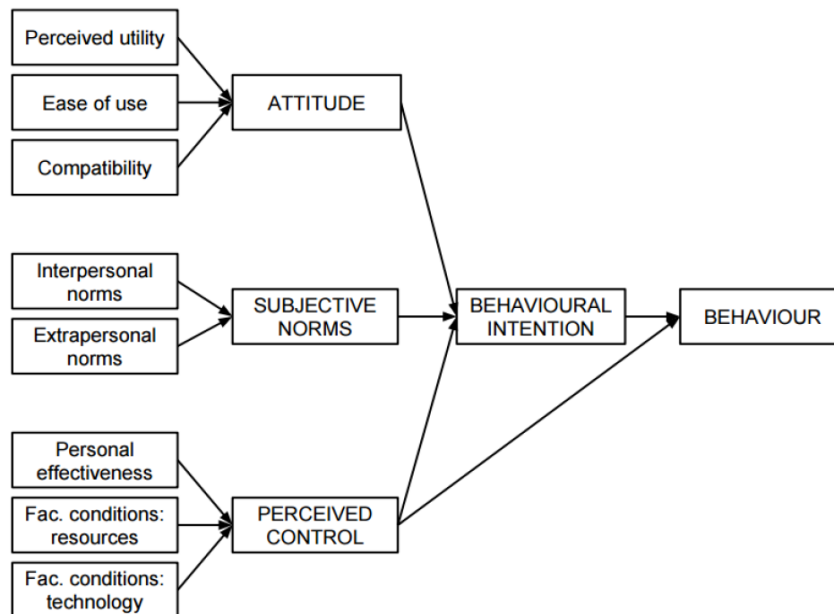 Perceived utility
Ease of use
Compatibility
ATTITUDE
Interpersonal
norms
Extrapersonal
norms
SUBJECTIVE
NORMS
BEHAVIOURAL
INTENTION
BEHAVIOUR
Personal
effectiveness
Fac. conditions:
resources
Fac. conditions:
technology
PERCEIVED
CONTROL